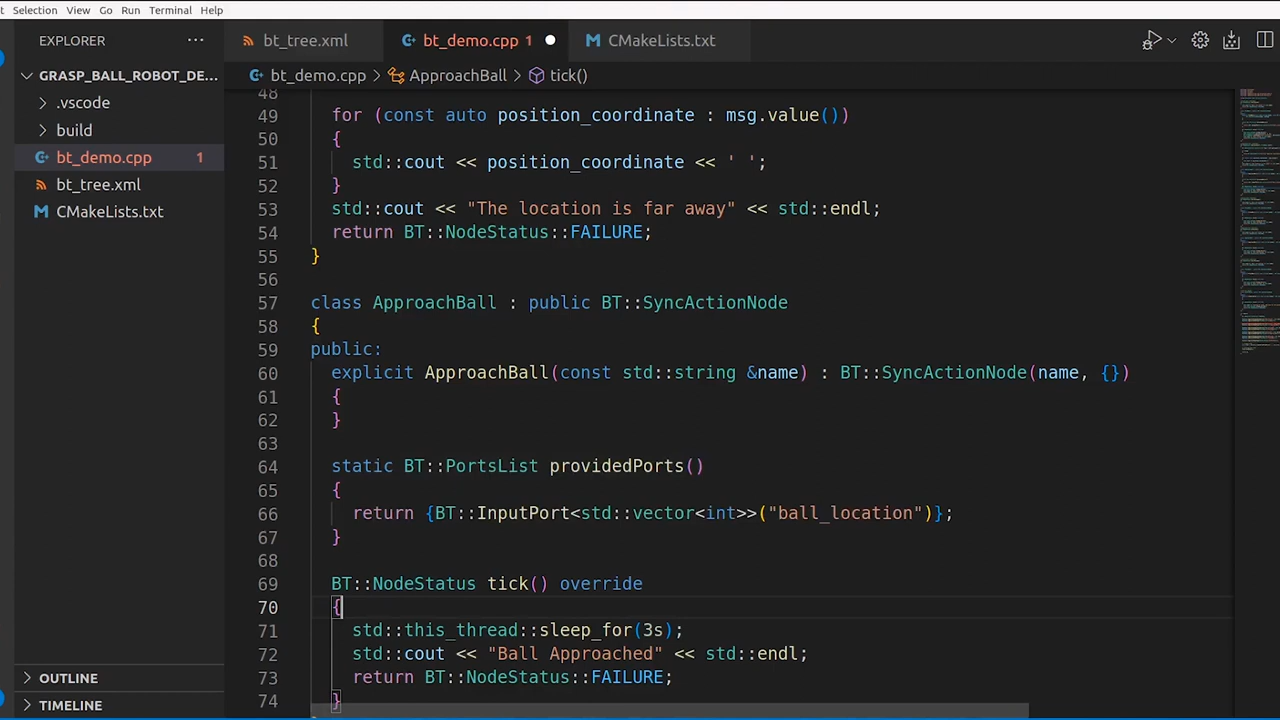 Selection View Go Run Terminal Help
EXPLORER ···
bt_tree.xml
bt_demo.cpp 1
CMakeLists.txt
GRASP_BALL_ROBOT_DE...
bt_demo.cpp > ApproachBall > tick()
.vscode
build
bt_demo.cpp 1
bt_tree.xml
CMakeLists.txt
48
49 for (const auto position_coordinate : msg.value())
50 {
51 std::cout << position_coordinate << ' ';
52 }
53 std::cout << "The location is far away" << std::endl;
54 return BT::NodeStatus::FAILURE;
55 }
56
57 class ApproachBall : public BT::SyncActionNode
58 {
59 public:
60 explicit ApproachBall(const std::string &name) : BT::SyncActionNode(name, {})
61 {
62 }
63
64 static BT::PortsList providedPorts()
65 {
66 return {BT::InputPort<std::vector<int>>("ball_location")};
67 }
68
69 BT::NodeStatus tick() override
70 {
71 std::this_thread::sleep_for(3s);
72 std::cout << "Ball Approached" << std::endl;
73 return BT::NodeStatus::FAILURE;
74 }
OUTLINE
TIMELINE